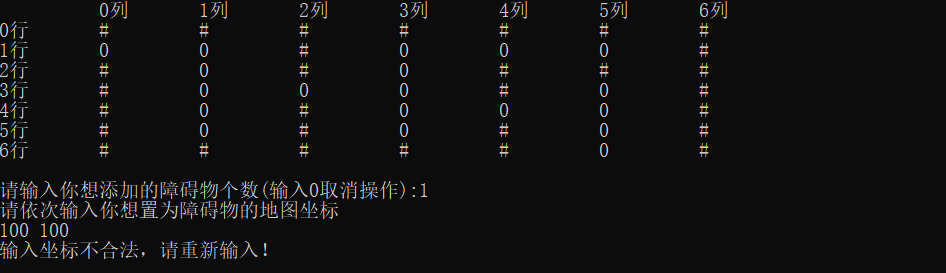 0列 1列 2列 3列 4列 5列 6列
0行 # # # # # # #
1行 0 0 # 0 0 0 #
2行 # 0 # 0 # # #
3行 # 0 0 0 # 0 #
4行 # 0 # 0 0 0 #
5行 # 0 # 0 # 0 #
6行 # # # # # 0 #
请输入你想添加的障碍物个数(输入0取消操作):1
请依次输入你想置为障碍物的地图坐标
100 100
输入坐标不合法，请重新输入!